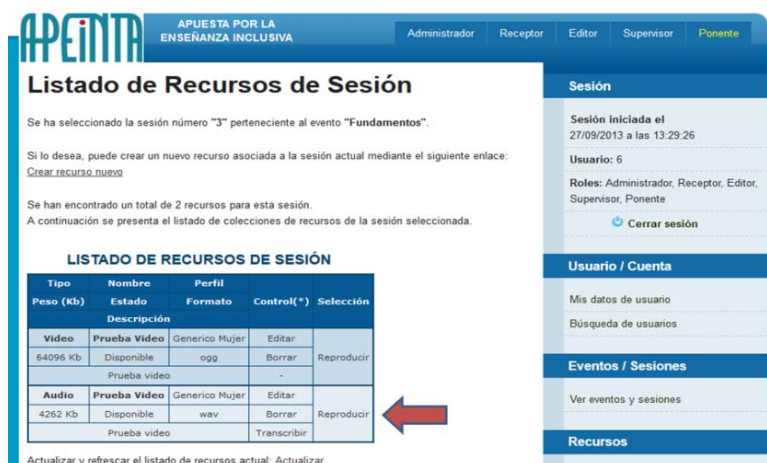 APEINTA
APUESTA POR LA
ENSEÑANZA INCLUSIVA
Administrador Receptor Editor Supervisor Ponente
Listado de Recursos de Sesión
Se ha seleccionado la sesión número "3" perteneciente al evento "Fundamentos".
Si lo desea, puede crear un nuevo recurso asociada a la sesión actual mediante el siguiente enlace:
Crear recurso nuevo
Se han encontrado un total de 2 recursos para esta sesión.
A continuación se presenta el listado de colecciones de recursos de la sesión seleccionada.
LISTADO DE RECURSOS DE SESIÓN
Tipo Nombre Perfil
Peso (Kb) Estado Formato Control(*) Selección
Descripción
Video Prueba Video Generico Mujer Editar
64096 Kb Disponible ogg Borrar Reproducir
Prueba video -
Audio Prueba Video Generico Mujer Editar
4262 Kb Disponible wav Borrar Reproducir
Prueba video Transcribir
Actualizar y refrescar el listado de recursos actual: Actualizar
Sesión
Sesión iniciada el
27/09/2013 a las 13:29:26
Usuario: 6
Roles: Administrador, Receptor, Editor,
Supervisor, Ponente
Cerrar sesión
Usuario / Cuenta
Mis datos de usuario
Búsqueda de usuarios
Eventos / Sesiones
Ver eventos y sesiones
Recursos